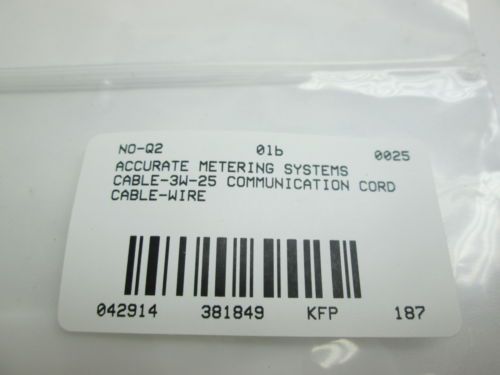 NO-Q2 01b 0025
ACCURATE METERING SYSTEMS
CABLE-3W-25 COMMUNICATION CORD
CABLE-WIRE
042914 381849 KFP 187